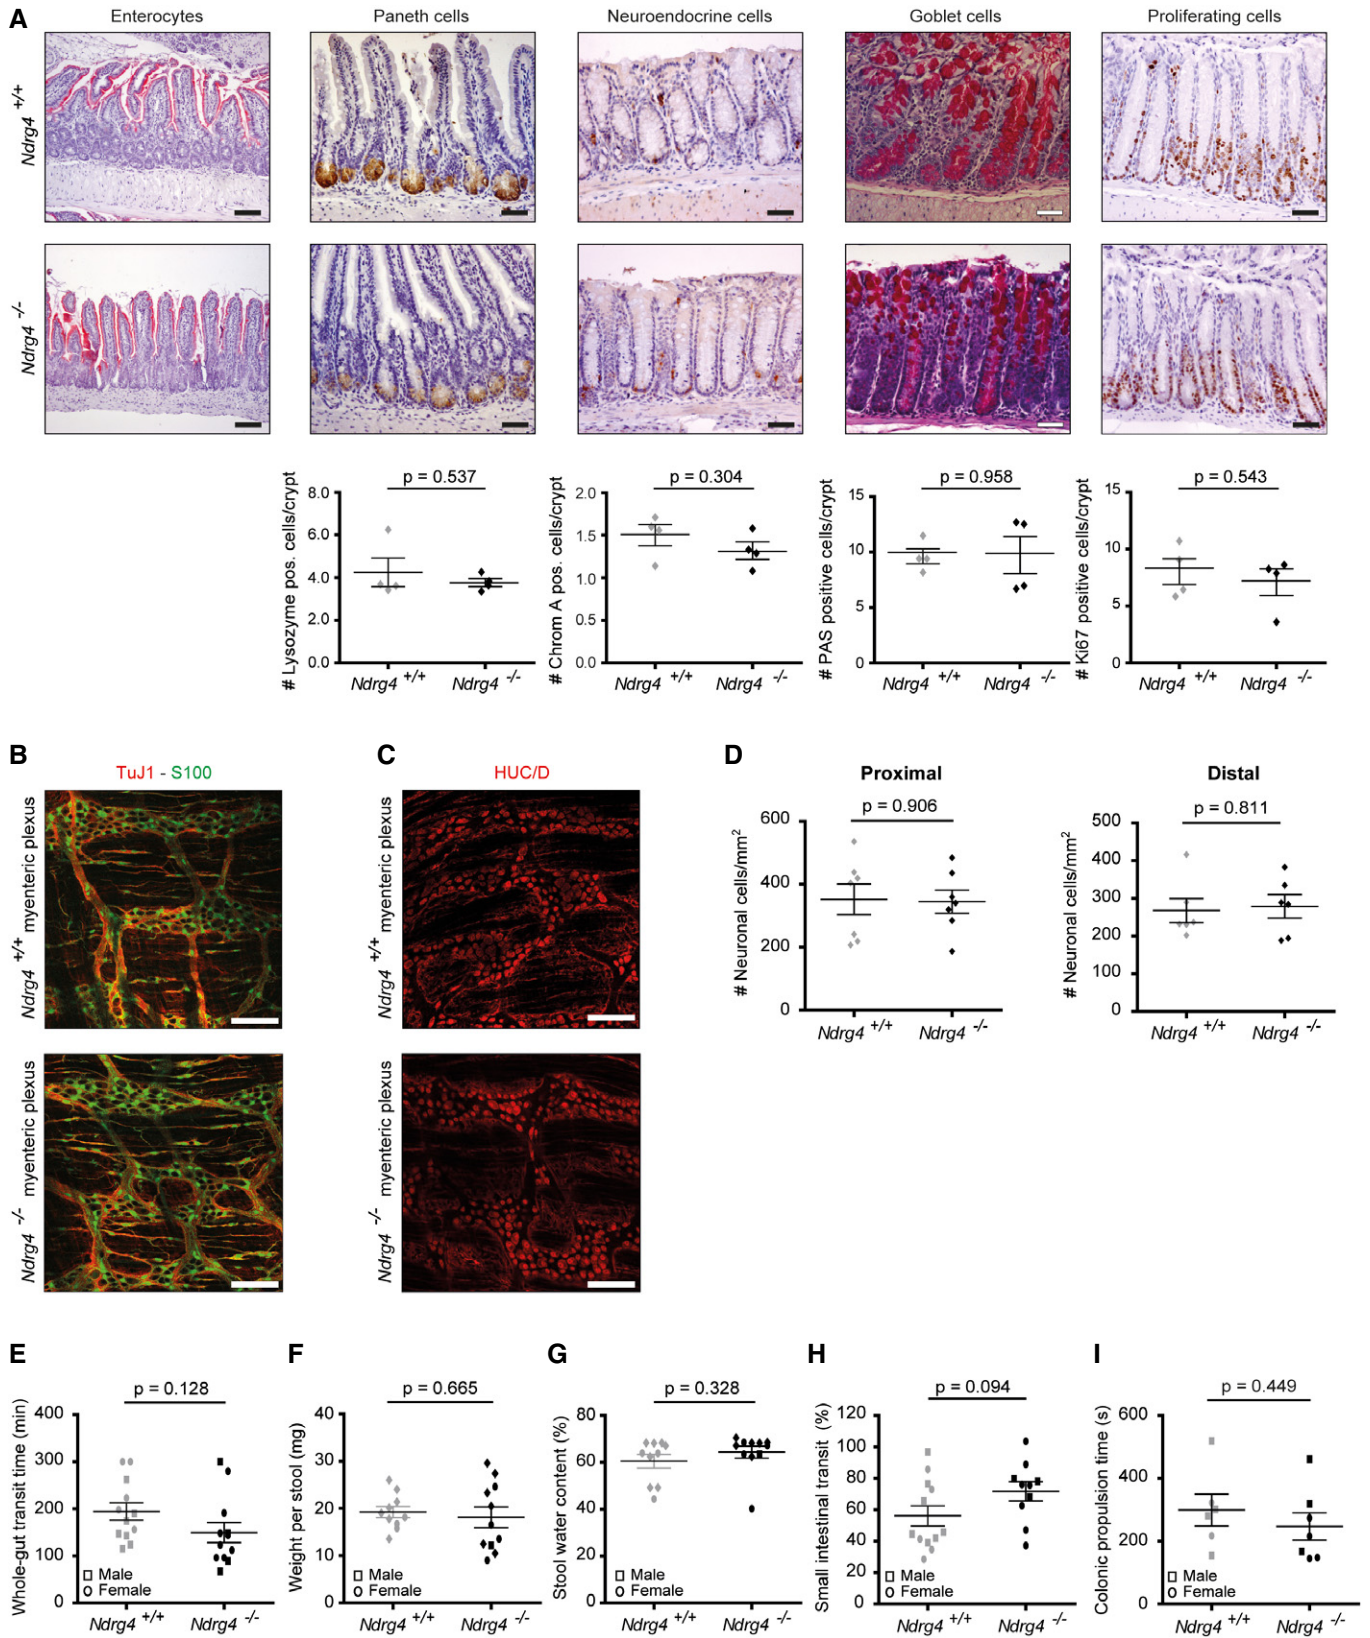 A
Enterocytes
Paneth cells
Neuroendocrine cells
Goblet cells
Proliferating cells
Ndrg4 +/+
Ndrg4 -/-
p = 0.537
# Lysozyme pos. cells/crypt
8.0
6.0
4.0
2.0
0.0
Ndrg4 +/+
Ndrg4 -/-
p = 0.304
# Chrom A pos. cells/crypt
2.0
1.5
1.0
0.5
0.0
Ndrg4 +/+
Ndrg4 -/-
p = 0.958
# PAS positive cells/crypt
15
10
5
0
Ndrg4 +/+
Ndrg4 -/-
p = 0.543
# Ki67 positive cells/crypt
15
10
5
0
Ndrg4 +/+
Ndrg4 -/-
B
TuJ1 - S100
Ndrg4 +/+ myenteric plexus
Ndrg4 -/- myenteric plexus
C
HUC/D
Ndrg4 +/+ myenteric plexus
Ndrg4 -/- myenteric plexus
D
Proximal
p = 0.906
# Neuronal cells/mm2
600
400
200
0
Ndrg4 +/+
Ndrg4 -/-
Distal
p = 0.811
# Neuronal cells/mm2
500
400
300
200
100
0
Ndrg4 +/+
Ndrg4 -/-
E
p = 0.128
Whole-gut transit time (min)
400
300
200
100
0
Male
Female
Ndrg4 +/+
Ndrg4 -/-
F
p = 0.665
Weight per stool (mg)
40
30
20
10
0
Male
Female
Ndrg4 +/+
Ndrg4 -/-
G
p = 0.328
Stool water content (%)
80
60
40
20
0
Male
Female
Ndrg4 +/+
Ndrg4 -/-
H
p = 0.094
Small intestinal transit (%)
120
100
80
60
40
20
0
Male
Female
Ndrg4 +/+
Ndrg4 -/-
I
p = 0.449
Colonic propulsion time (s)
600
400
200
0
Male
Female
Ndrg4 +/+
Ndrg4 -/-